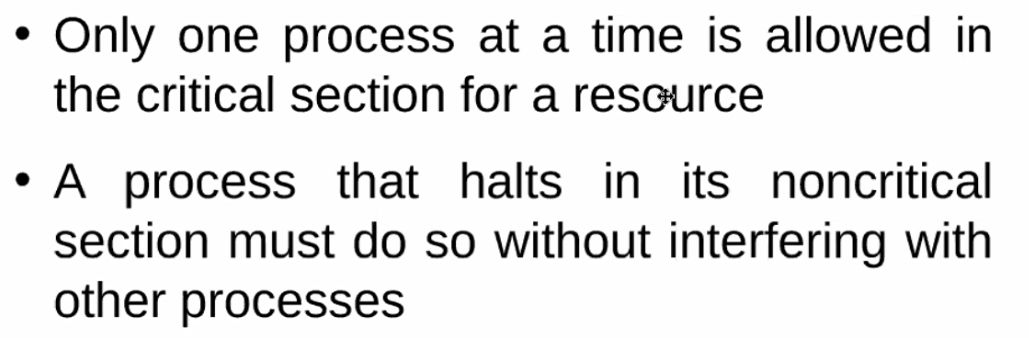 • Only one process at a time is allowed in
the critical section for a resource
• A process that halts in its noncritical
section must do so without interfering with
other processes